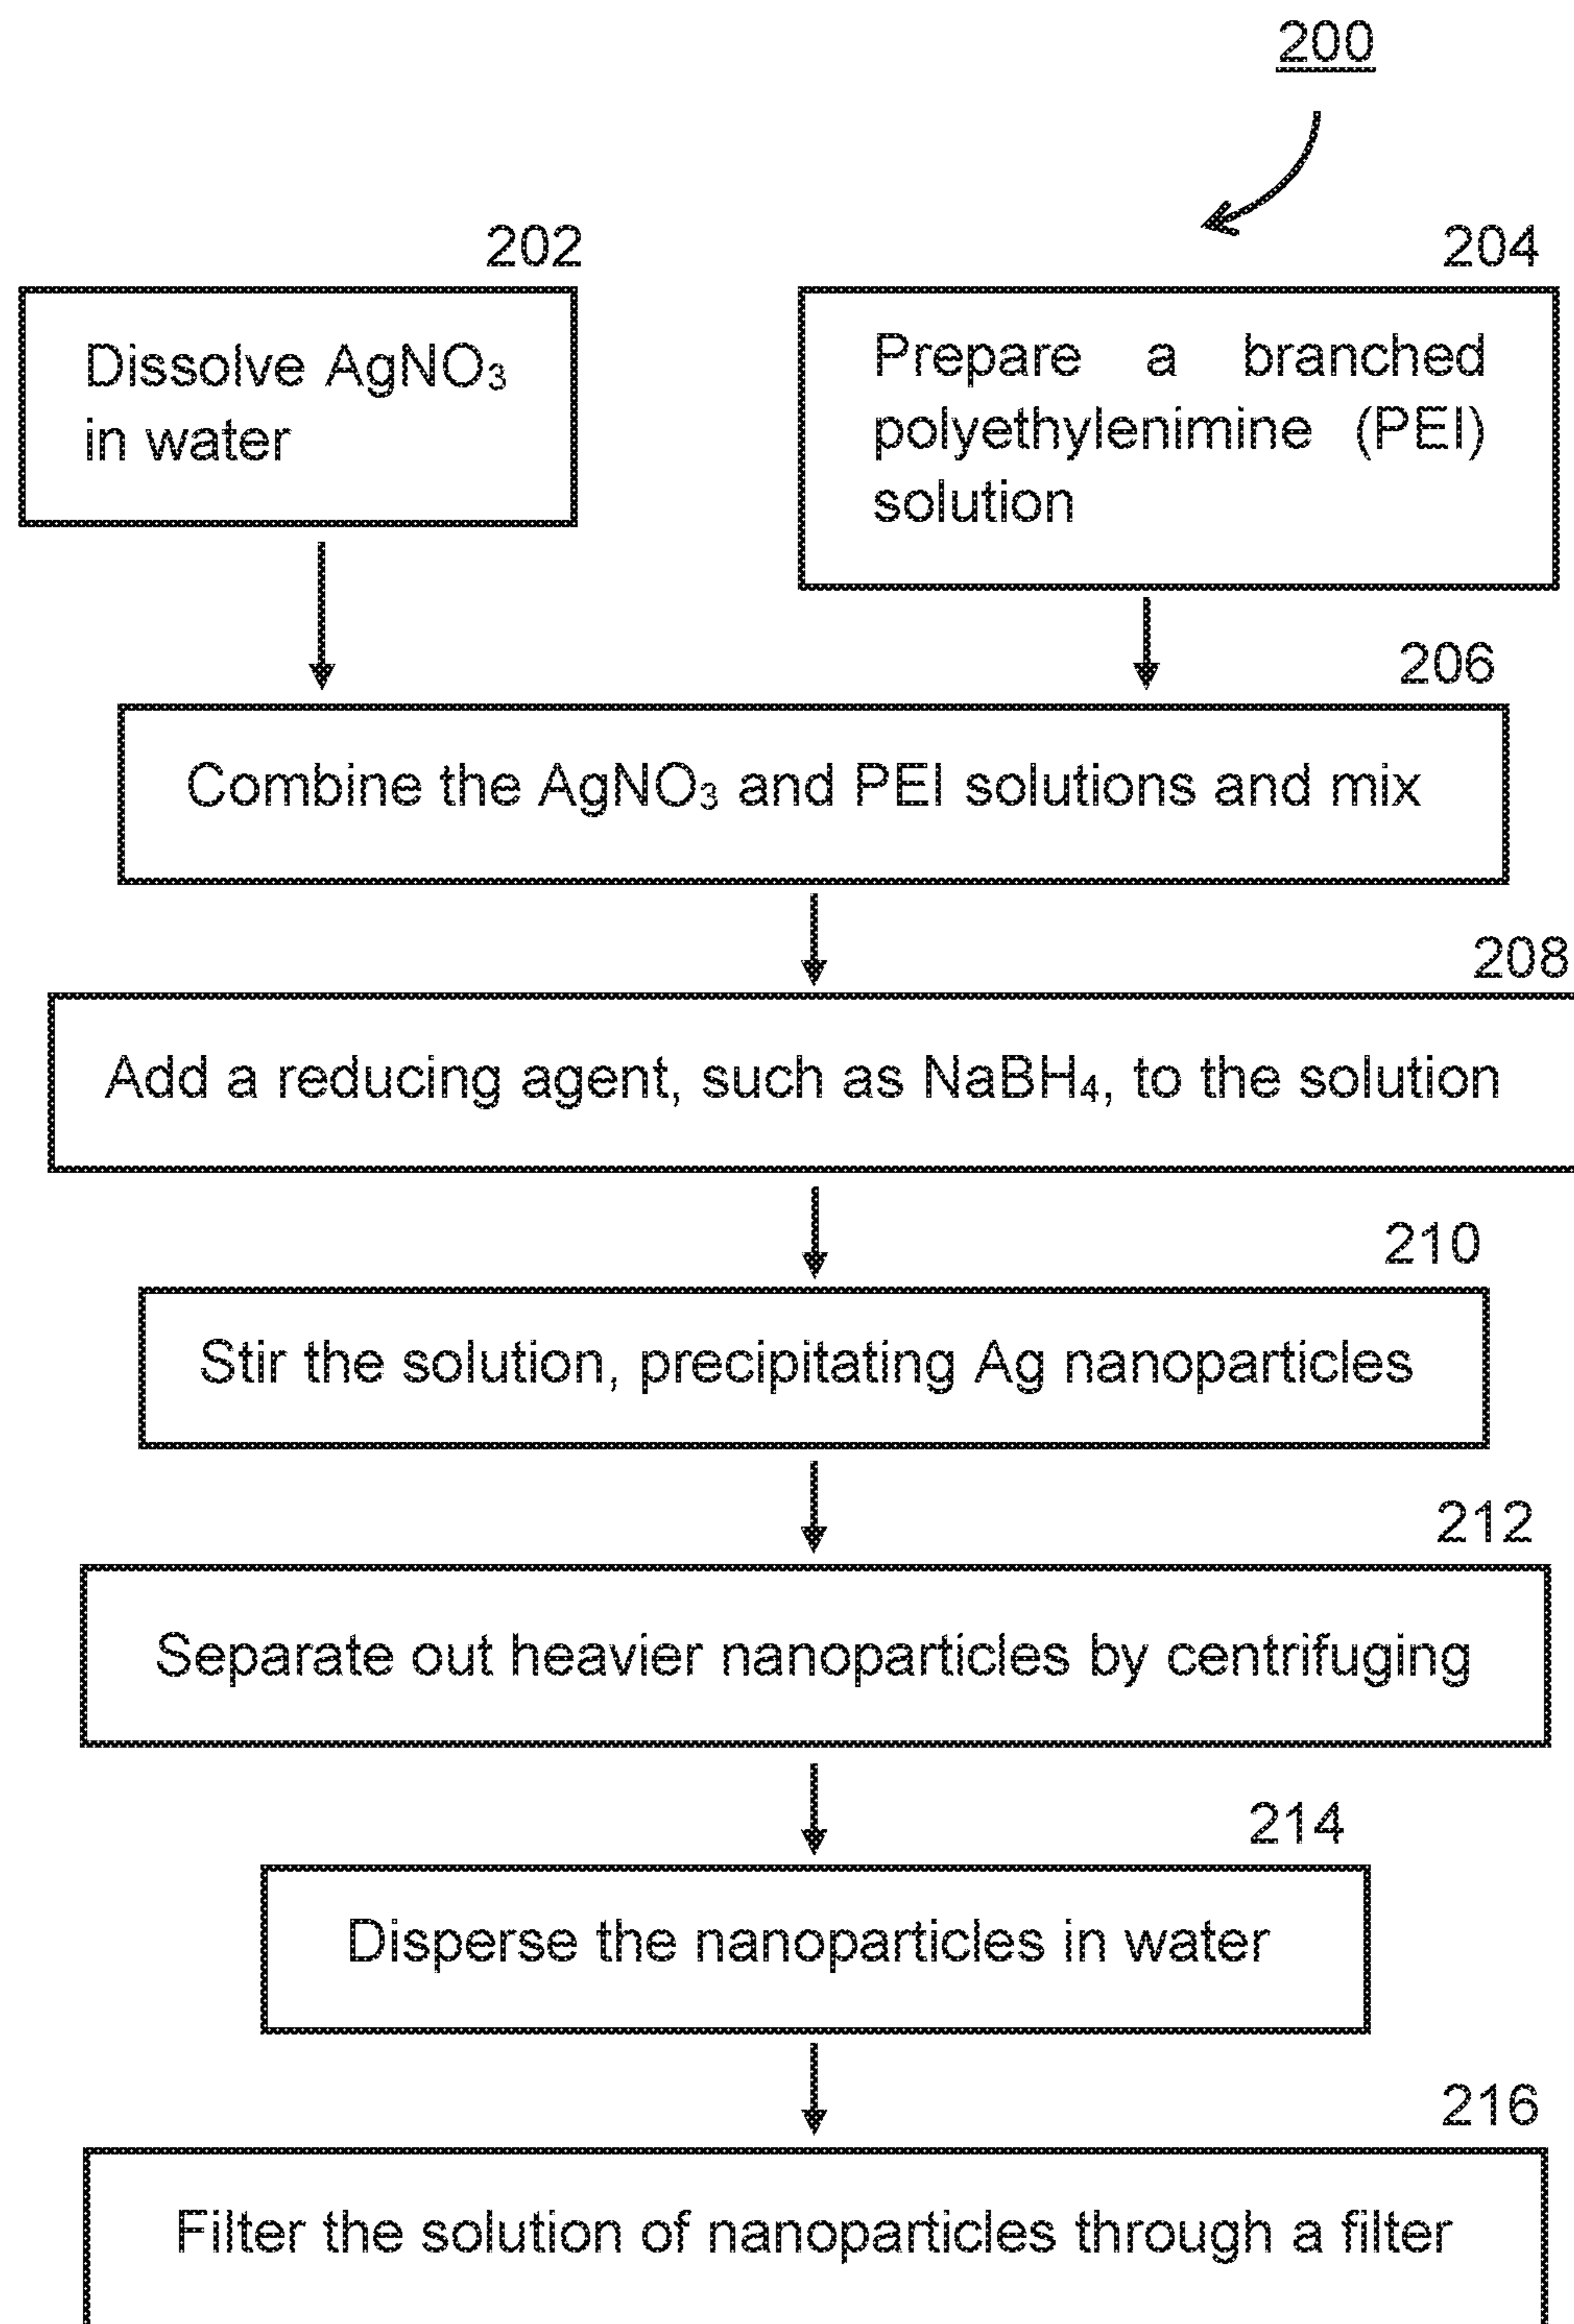 200
202
204
Dissolve AgNO₃
in water
Prepare a branched
polyethylenimine (PEI)
solution
206
Combine the AgNO₃ and PEI solutions and mix
208
Add a reducing agent, such as NaBH₄, to the solution
210
Stir the solution, precipitating Ag nanoparticles
212
Separate out heavier nanoparticles by centrifuging
214
Disperse the nanoparticles in water
216
Filter the solution of nanoparticles through a filter